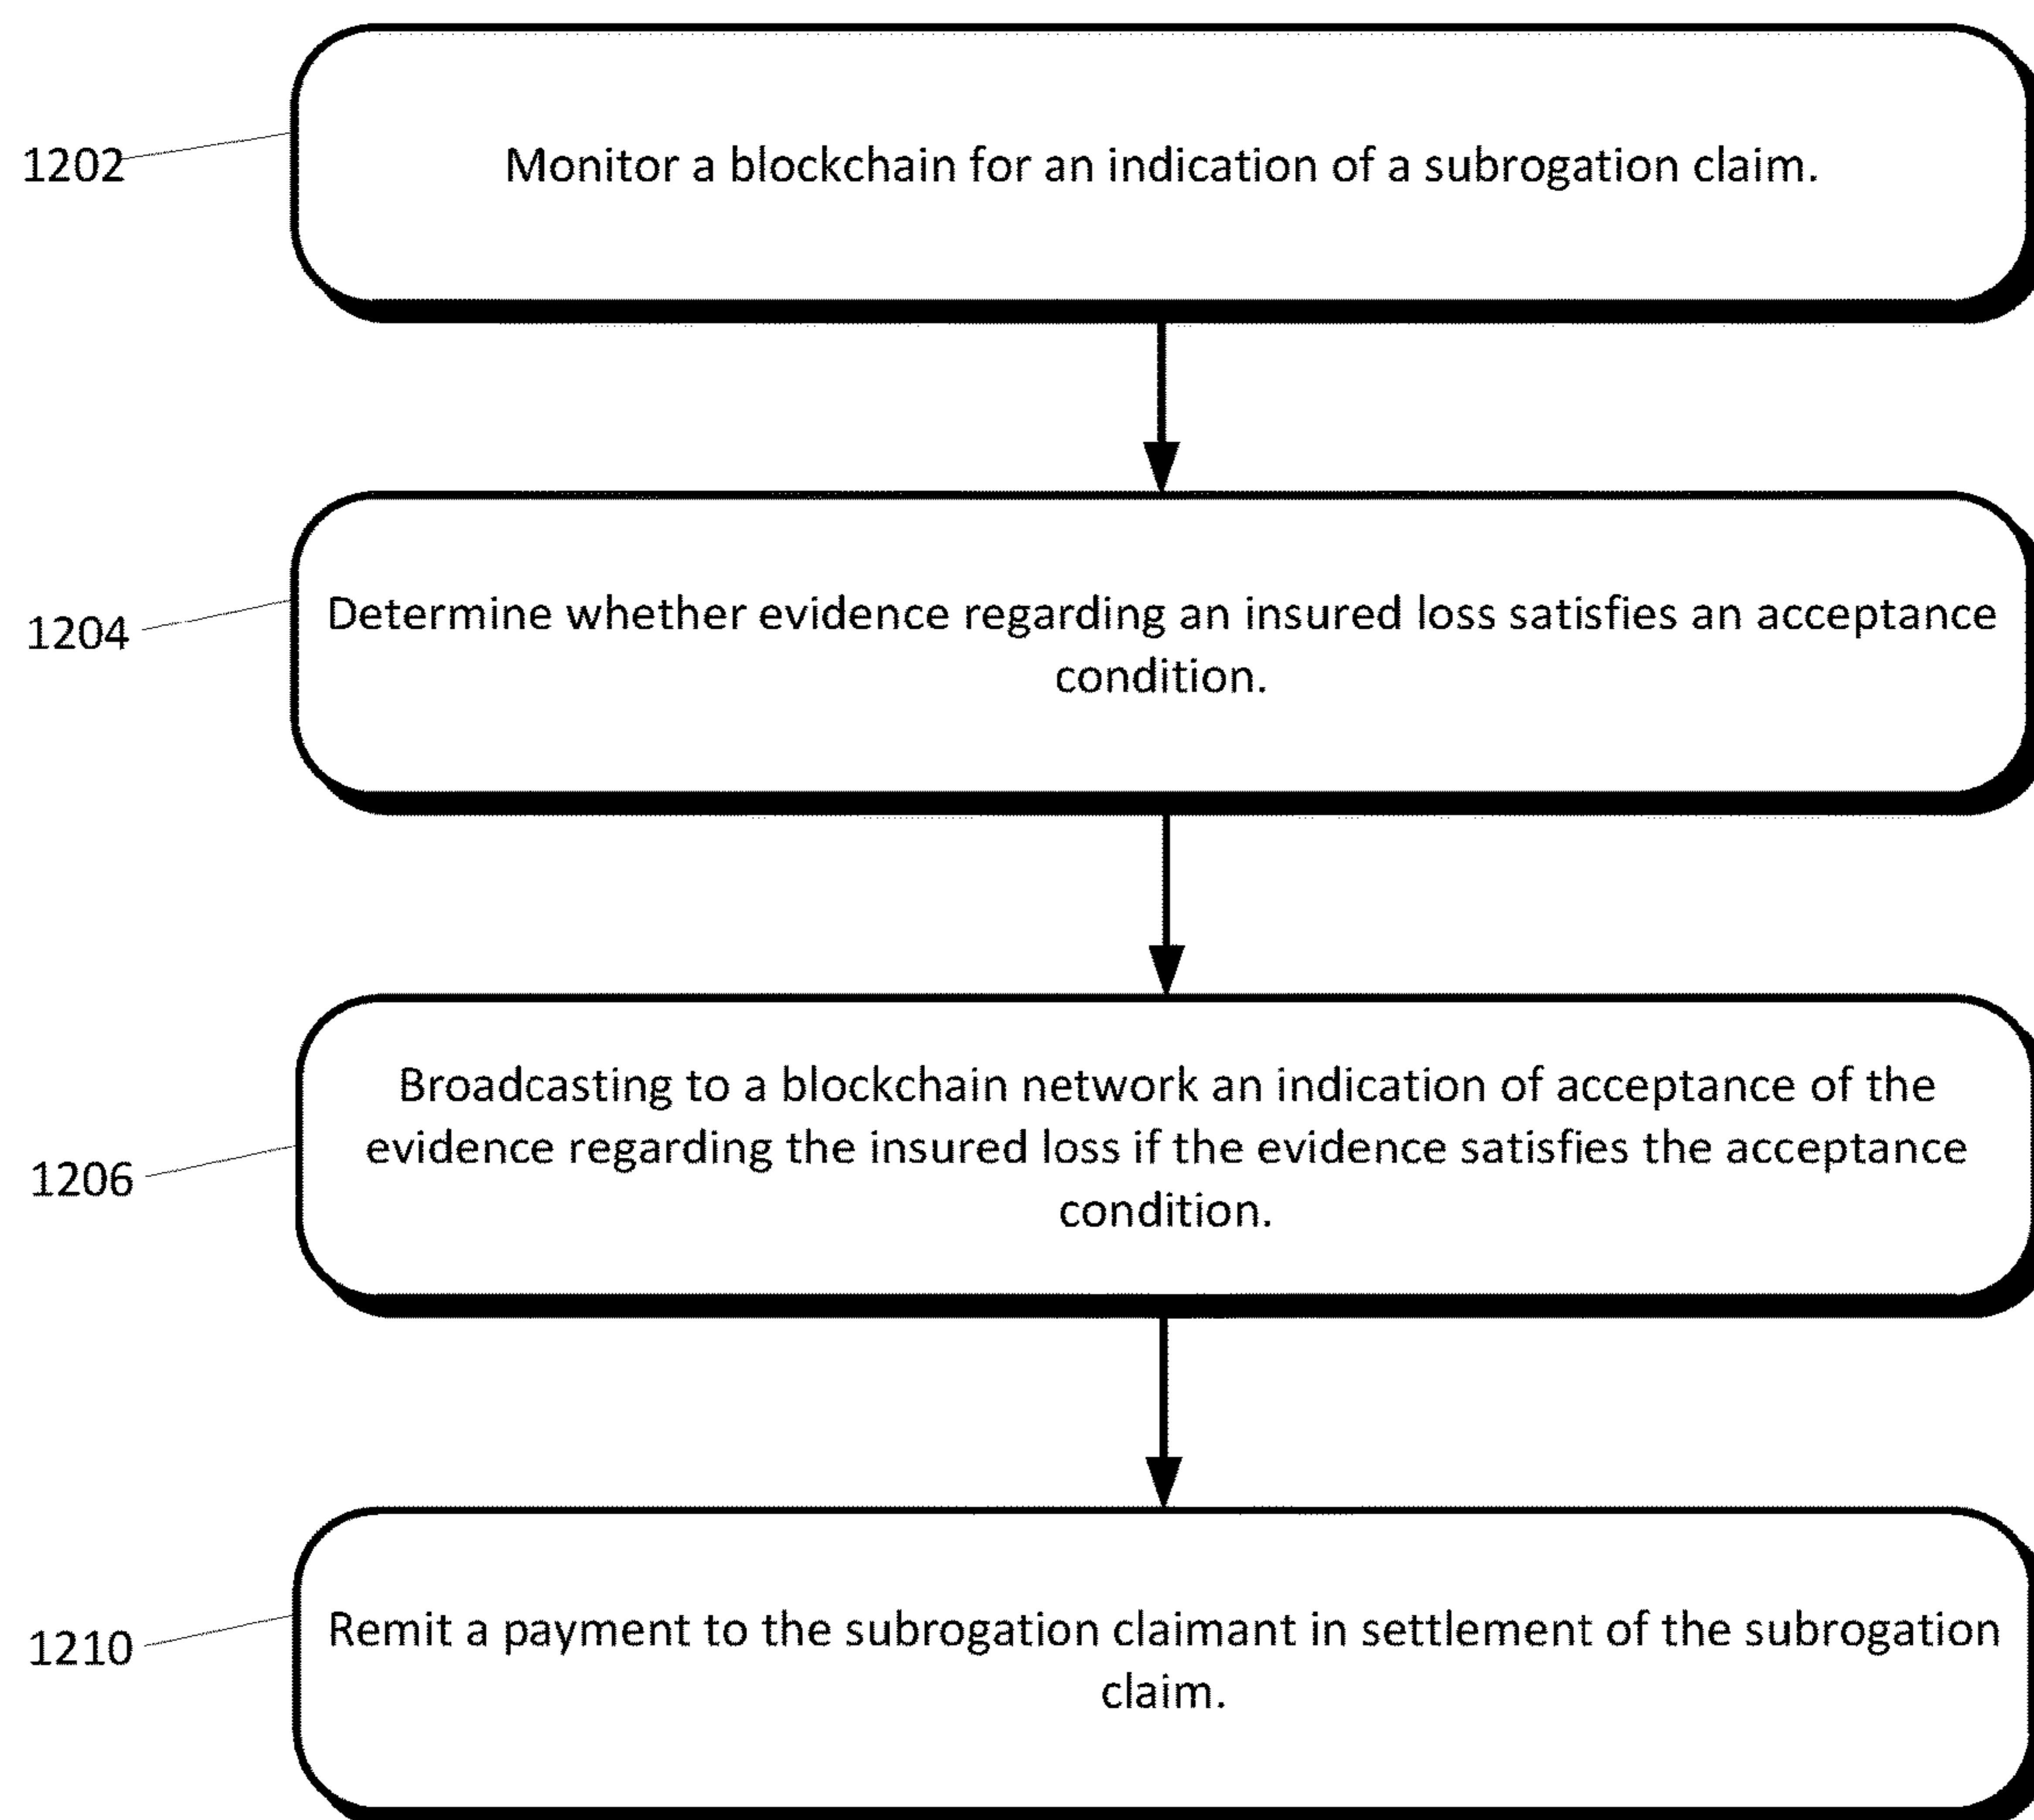 1202
Monitor a blockchain for an indication of a subrogation claim.
1204
Determine whether evidence regarding an insured loss satisfies an acceptance
condition.
1206
Broadcasting to a blockchain network an indication of acceptance of the
evidence regarding the insured loss if the evidence satisfies the acceptance
condition.
1210
Remit a payment to the subrogation claimant in settlement of the subrogation
claim.